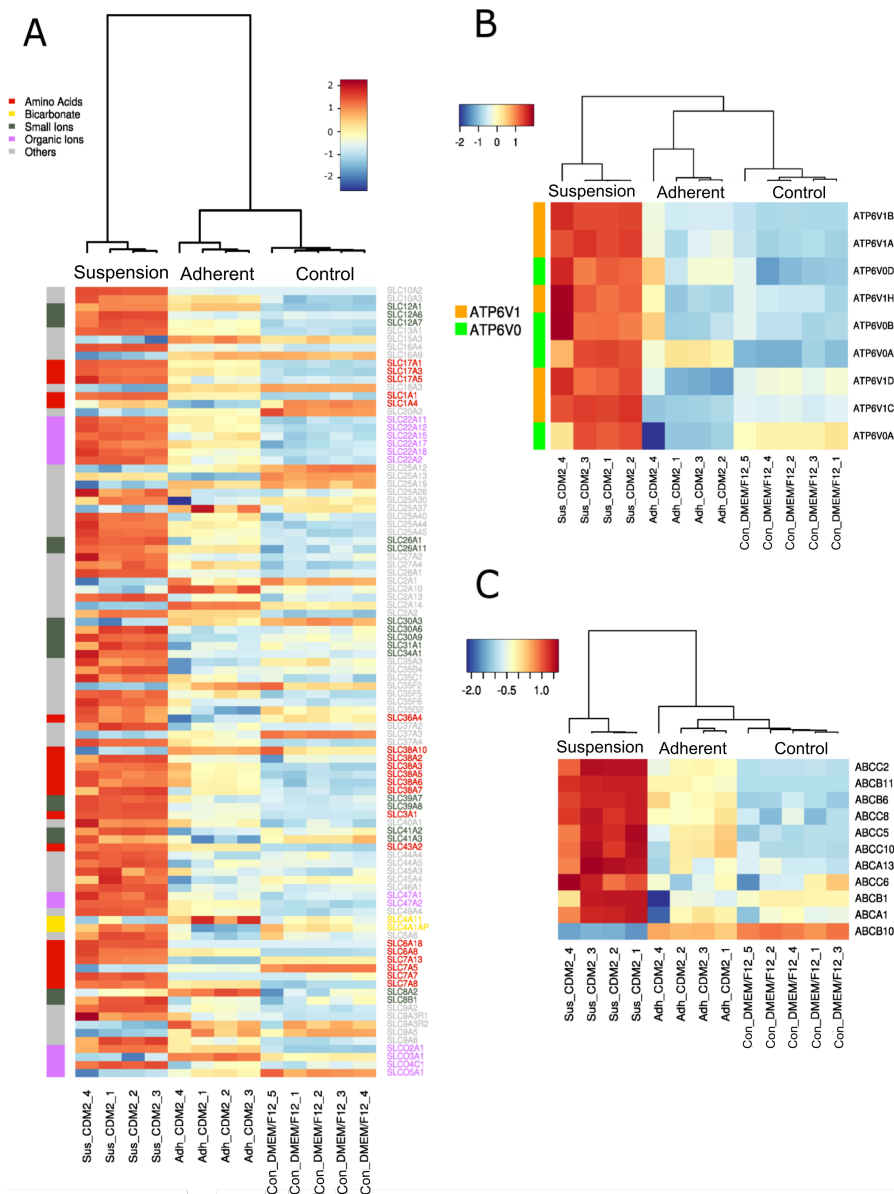 A
2
1
0
-1
-2
Amino Acids
Bicarbonate
Small Ions
Organic Ions
Others
Suspension
Adherent
Control
SLC10A2
SLC10A3
SLC12A1
SLC12A6
SLC12A7
SLC13A1
SLC15A3
SLC16A4
SLC16A9
SLC17A1
SLC17A3
SLC17A5
SLC18A3
SLC1A1
SLC1A4
SLC20A2
SLC22A11
SLC22A12
SLC22A15
SLC22A17
SLC22A18
SLC22A2
SLC25A12
SLC25A13
SLC25A19
SLC25A28
SLC25A30
SLC25A37
SLC25A40
SLC25A44
SLC25A45
SLC26A1
SLC26A11
SLC27A2
SLC27A4
SLC28A1
SLC2A1
SLC2A10
SLC2A13
SLC2A14
SLC2A2
SLC30A3
SLC30A6
SLC30A9
SLC31A1
SLC34A1
SLC35A3
SLC35B4
SLC35C1
SLC35F2
SLC35F5
SLC35F6
SLC35G2
SLC36A4
SLC37A2
SLC37A3
SLC37A4
SLC38A10
SLC38A2
SLC38A3
SLC38A5
SLC38A6
SLC38A7
SLC39A7
SLC39A8
SLC3A1
SLC40A1
SLC41A2
SLC41A3
SLC43A2
SLC44A4
SLC44A5
SLC45A3
SLC45A4
SLC46A1
SLC47A1
SLC47A2
SLC49A4
SLC4A11
SLC4A1AP
SLC5A6
SLC6A18
SLC6A8
SLC7A13
SLC7A5
SLC7A7
SLC7A8
SLC8A2
SLC8B1
SLC9A2
SLC9A3R1
SLC9A3R2
SLC9A5
SLC9A6
SLCO2A1
SLCO3A1
SLCO4C1
SLCO5A1
Sus_CDM2_4
Sus_CDM2_1
Sus_CDM2_2
Sus_CDM2_3
Adh_CDM2_4
Adh_CDM2_1
Adh_CDM2_2
Adh_CDM2_3
Con_DMEM/F12_5
Con_DMEM/F12_1
Con_DMEM/F12_2
Con_DMEM/F12_3
Con_DMEM/F12_4
B
-2 -1 0 1
Suspension
Adherent
Control
ATP6V1
ATP6V0
ATP6V1B
ATP6V1A
ATP6V0D
ATP6V1H
ATP6V0B
ATP6V0A
ATP6V1D
ATP6V1C
ATP6V0A
Sus_CDM2_4
Sus_CDM2_3
Sus_CDM2_1
Sus_CDM2_2
Adh_CDM2_4
Adh_CDM2_1
Adh_CDM2_3
Adh_CDM2_2
Con_DMEM/F12_5
Con_DMEM/F12_4
Con_DMEM/F12_2
Con_DMEM/F12_3
Con_DMEM/F12_1
C
-2.0 -0.5 1.0
Suspension
Adherent
Control
ABCC2
ABCB11
ABCB6
ABCC8
ABCC5
ABCC10
ABCA13
ABCC6
ABCB1
ABCA1
ABCB10
Sus_CDM2_4
Sus_CDM2_3
Sus_CDM2_2
Sus_CDM2_1
Adh_CDM2_4
Adh_CDM2_2
Adh_CDM2_3
Adh_CDM2_1
Con_DMEM/F12_5
Con_DMEM/F12_2
Con_DMEM/F12_4
Con_DMEM/F12_1
Con_DMEM/F12_3